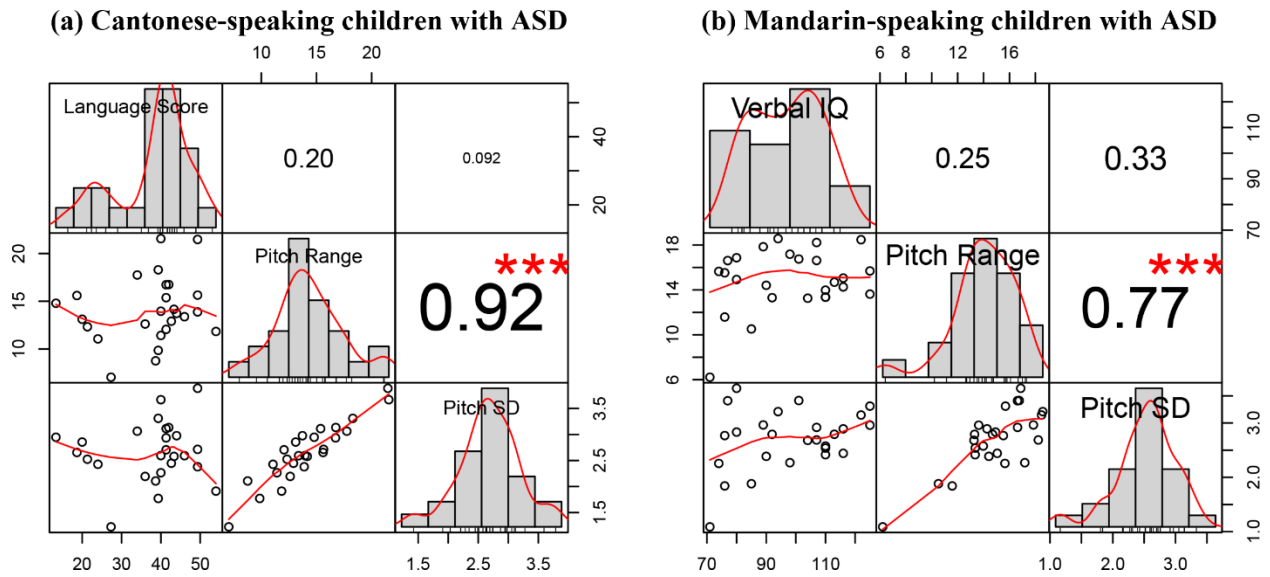 (a) Cantonese-speaking children with ASD
(b) Mandarin-speaking children with ASD
10 15 20
6 8 12 16
Language Score
0.20
0.092
20 40
Verbal IQ
0.25
0.33
70 90 110
10 15 20
Pitch Range
***
0.92
6 8 10 12 14 16 18
Pitch Range
***
0.77
Pitch SD
1.5 2.5 3.5
Pitch SD
1.0 2.0 3.0
20 30 40 50
1.5 2.5 3.5
70 90 110
1.0 2.0 3.0